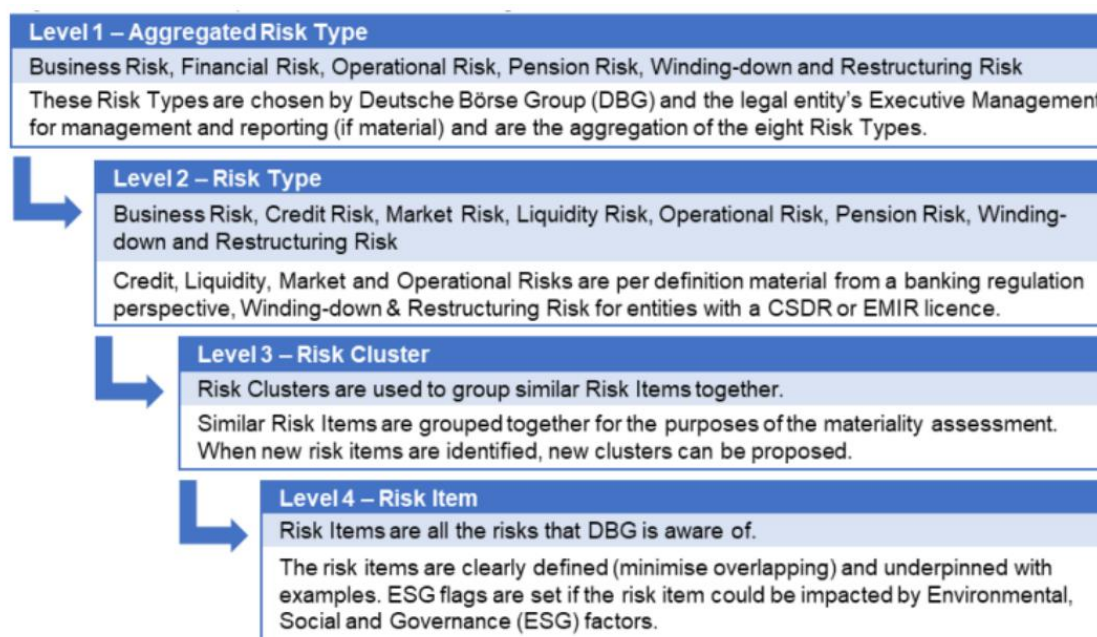 Level 1 – Aggregated Risk Type
Business Risk, Financial Risk, Operational Risk, Pension Risk, Winding-down and Restructuring Risk
These Risk Types are chosen by Deutsche Börse Group (DBG) and the legal entity's Executive Management
for management and reporting (if material) and are the aggregation of the eight Risk Types.
Level 2 – Risk Type
Business Risk, Credit Risk, Market Risk, Liquidity Risk, Operational Risk, Pension Risk, Winding-
down and Restructuring Risk
Credit, Liquidity, Market and Operational Risks are per definition material from a banking regulation
perspective, Winding-down & Restructuring Risk for entities with a CSDR or EMIR licence.
Level 3 – Risk Cluster
Risk Clusters are used to group similar Risk Items together.
Similar Risk Items are grouped together for the purposes of the materiality assessment.
When new risk items are identified, new clusters can be proposed.
Level 4 – Risk Item
Risk Items are all the risks that DBG is aware of.
The risk items are clearly defined (minimise overlapping) and underpinned with
examples. ESG flags are set if the risk item could be impacted by Environmental,
Social and Governance (ESG) factors.